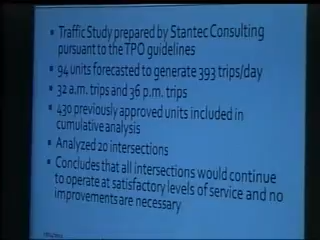 • Traffic Study prepared by Stantec Consulting
pursuant to the TPO guidelines
• 94 units forecasted to generate 393 trips/day
• 32 a.m. trips and 36 p.m. trips
• 430 previously approved units included in
cumulative analysis
• Analyzed 20 intersections
• Concludes that all intersections would continue
to operate at satisfactory levels of service and no
improvements are necessary